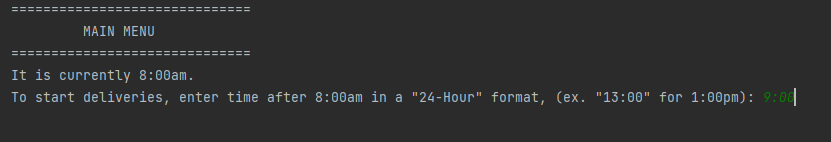 ==============================
MAIN MENU
==============================
It is currently 8:00am.
To start deliveries, enter time after 8:00am in a "24-Hour" format, (ex. "13:00" for 1:00pm): 9:00